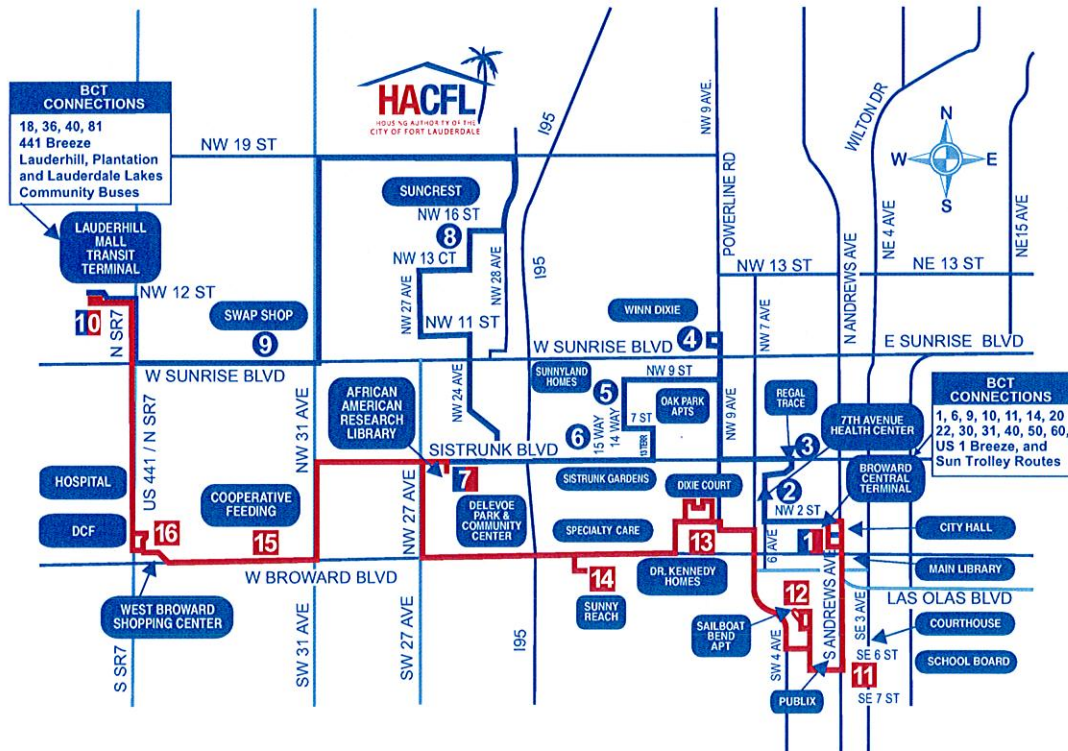 BCT
CONNECTIONS
18, 36, 40, 81
441 Breeze
Lauderhill, Plantation
and Lauderdale Lakes
Community Buses
HACFL
HOUSING AUTHORITY OF THE
CITY OF FORT LAUDERDALE
I95
NW 9 AVE.
WILTON DR
N
W
E
S
NW 19 ST
SUNCREST
NW 16 ST
8
POWERLINE RD
N ANDREWS AVE
NE 4 AVE
NE 15 AVE
LAUDERHILL
MALL
TRANSIT
TERMINAL
NW 13 CT
NW 28 AVE
I95
NW 13 ST
NE 13 ST
NW 12 ST
NW 27 AVE
10
N SR7
SWAP SHOP
9
NW 11 ST
WINN DIXIE
4
NW 7 AVE
W SUNRISE BLVD
E SUNRISE BLVD
W SUNRISE BLVD
SUNNYLAND
HOMES
5
NW 9 ST
REGAL
TRACE
BCT
CONNECTIONS
1, 6, 9, 10, 11, 14, 20
22, 30, 31, 40, 50, 60,
US 1 Breeze, and
Sun Trolley Routes
NW 31 AVE
AFRICAN
AMERICAN
RESEARCH
LIBRARY
NW 24 AVE
OAK PARK
APTS
NW 9 AVE
7TH AVENUE
HEALTH CENTER
6
15 WAY
14 WAY
7 ST
13 TERR
3
SISTRUNK BLVD
BROWARD
CENTRAL
TERMINAL
US 441 / N SR7
HOSPITAL
COOPERATIVE
FEEDING
7
SISTRUNK GARDENS
DIXIE COURT
2
NW 2 ST
NW 27 AVE
DELEVOE
PARK &
COMMUNITY
CENTER
SPECIALTY CARE
DCF
16
15
13
6 AVE
1
CITY HALL
MAIN LIBRARY
W BROWARD BLVD
14
DR. KENNEDY
HOMES
LAS OLAS BLVD
WEST BROWARD
SHOPPING CENTER
SUNNY
REACH
12
SAILBOAT
BEND
APT
S ANDREWS AVE
SE 3 AVE
COURTHOUSE
SE 6 ST
SCHOOL BOARD
S SR7
SW 31 AVE
SW 27 AVE
I95
SW 4 AVE
11
PUBLIX
SE 7 ST